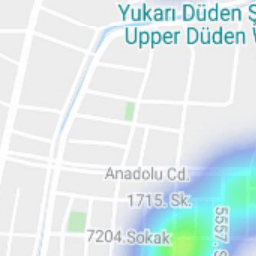 Yukarı Düden Ş
Upper Düden W
Anadolu Cd.
1715. Sk.
5557. S
7204.Sokak